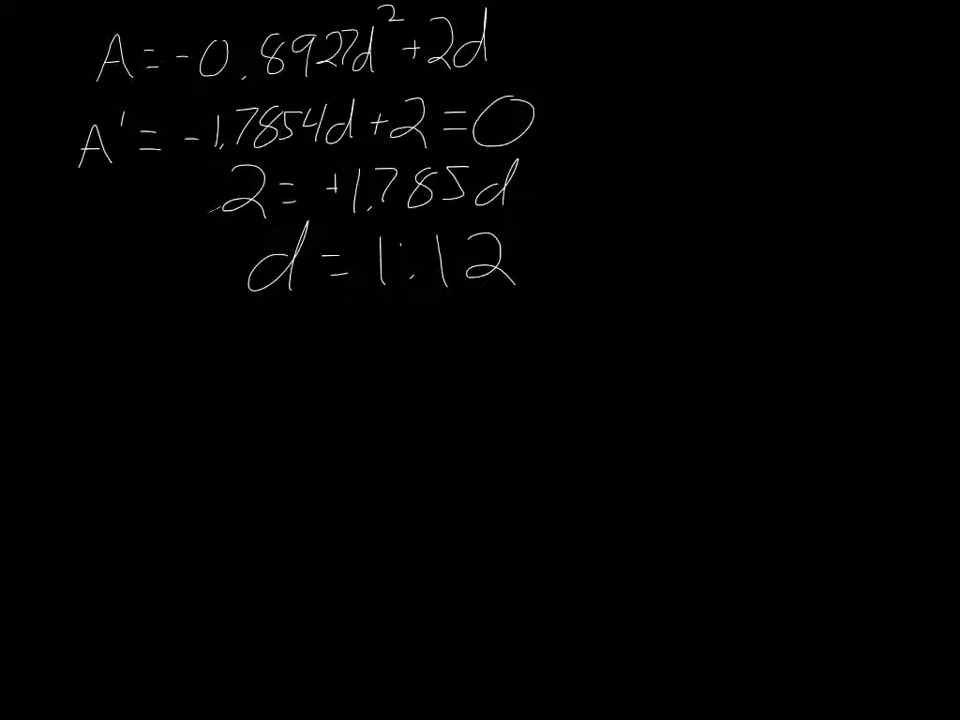 A = -0.8927d² + 2d
A' = -1.7854d + 2 = 0
2 = +1.785d
d = 1.12